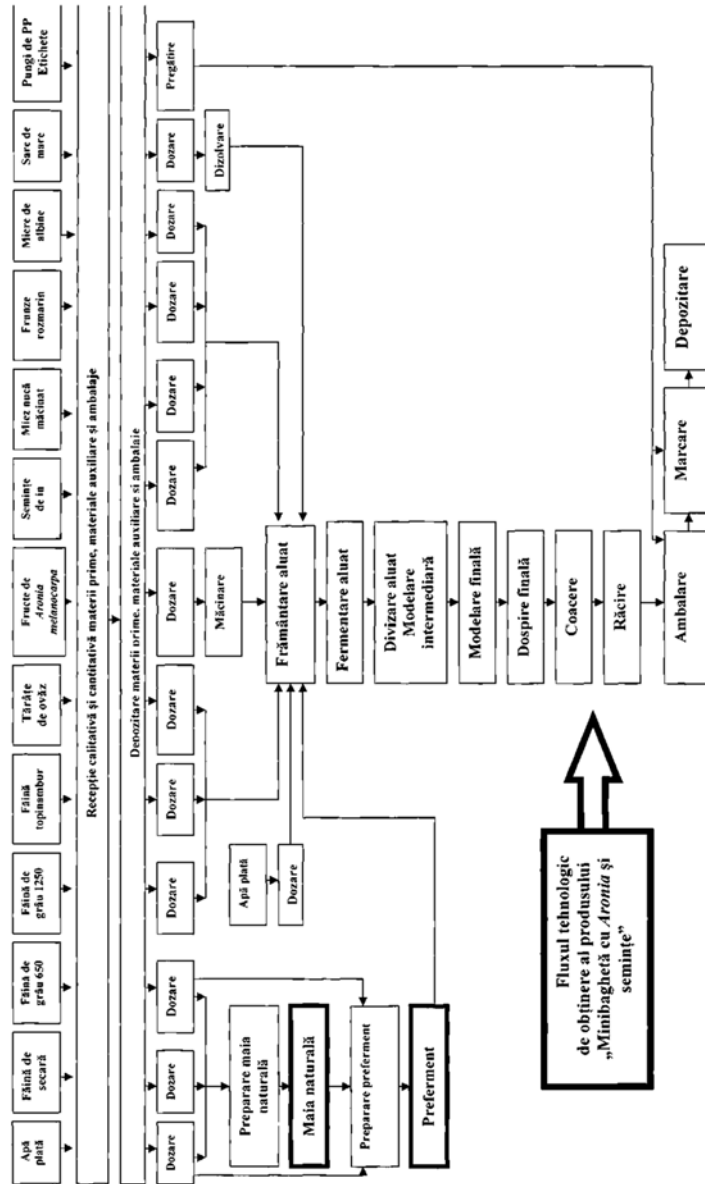 Apă
plată
Făină de
secară
Făină de
grâu 650
Făină de
grâu 1250
Făină
topinambur
Tărâțe
de ovăz
Fructe de
Aronia
melanocarpa
Semințe
de in
Miez nucă
măcinat
Frunze
rozmarin
Miere de
albine
Sare de
mare
Pungi de PP
Etichete
Recepție calitativă și cantitativă materii prime, materiale auxiliare și ambalaje
Depozitare materii prime, materiale auxiliare si ambalaie
Dozare
Dozare
Dozare
Dozare
Dozare
Dozare
Dozare
Dozare
Dozare
Dozare
Dozare
Dozare
Pregătire
Măcinare
Dizolvare
Apă plată
Dozare
Preparare maia
naturală
Maia naturală
Preparare preferment
Preferment
Frământare aluat
Fermentare aluat
Divizare aluat
Modelare
intermediară
Modelare finală
Dospire finală
Coacere
Răcire
Ambalare
Marcare
Depozitare
Fluxul tehnologic
de obținere al produsului
„Minibaghetă cu Aronia și
semințe”